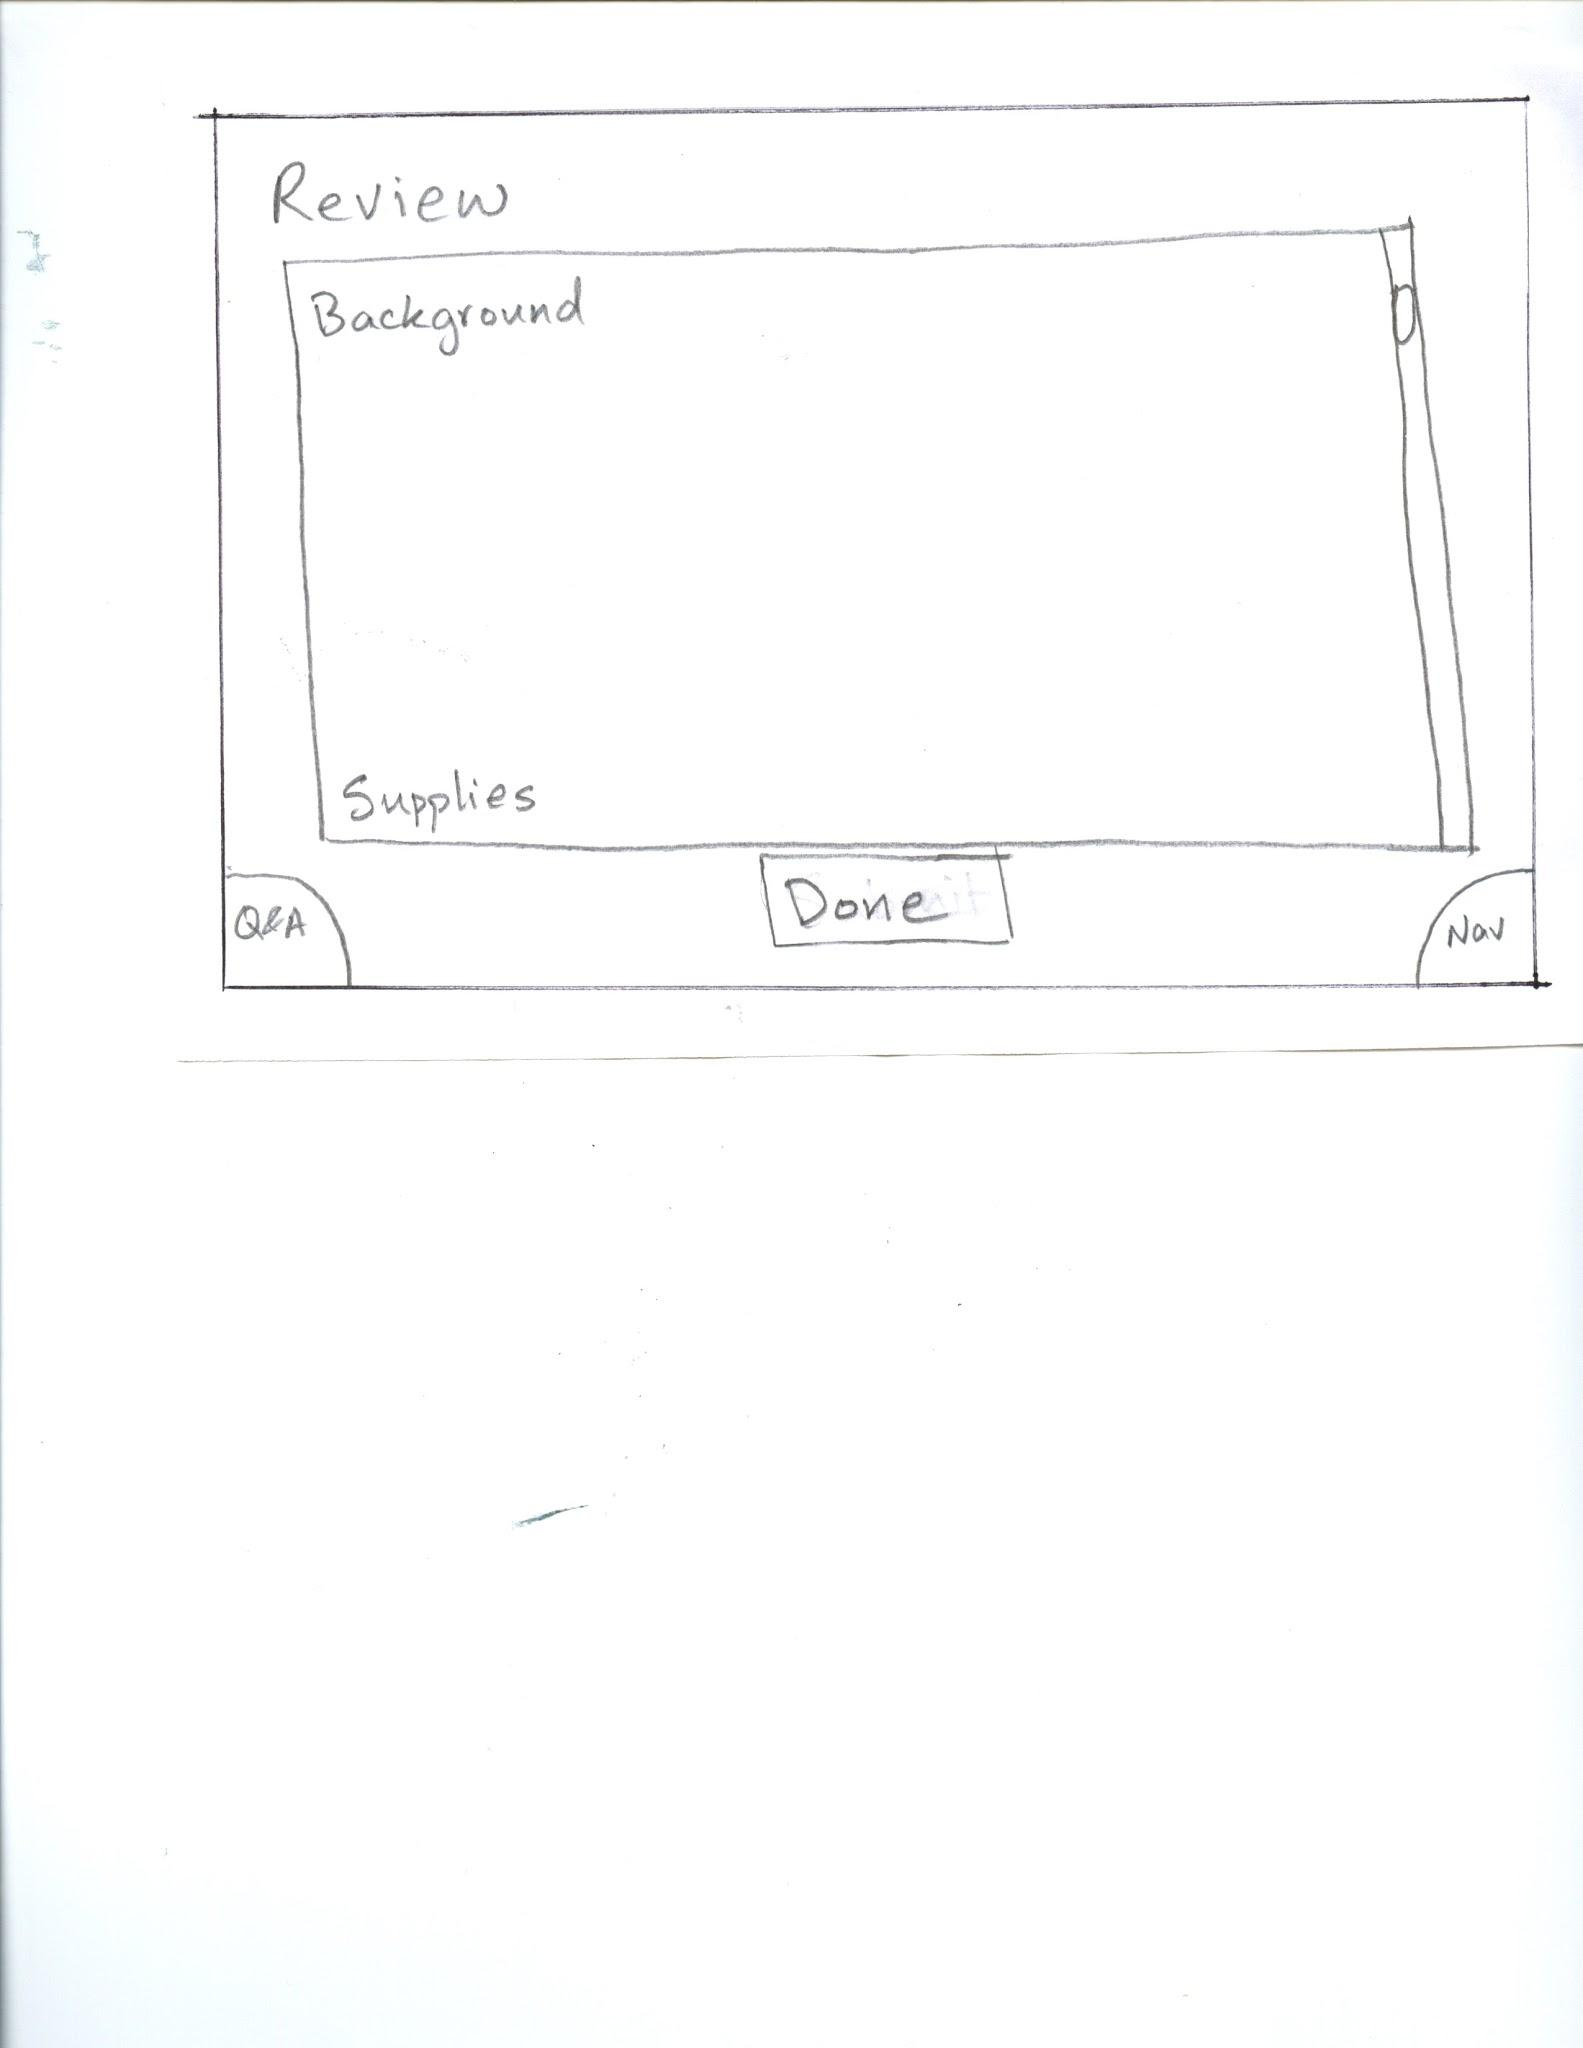 Review
Background
Supplies
Done
Q&A
Nav